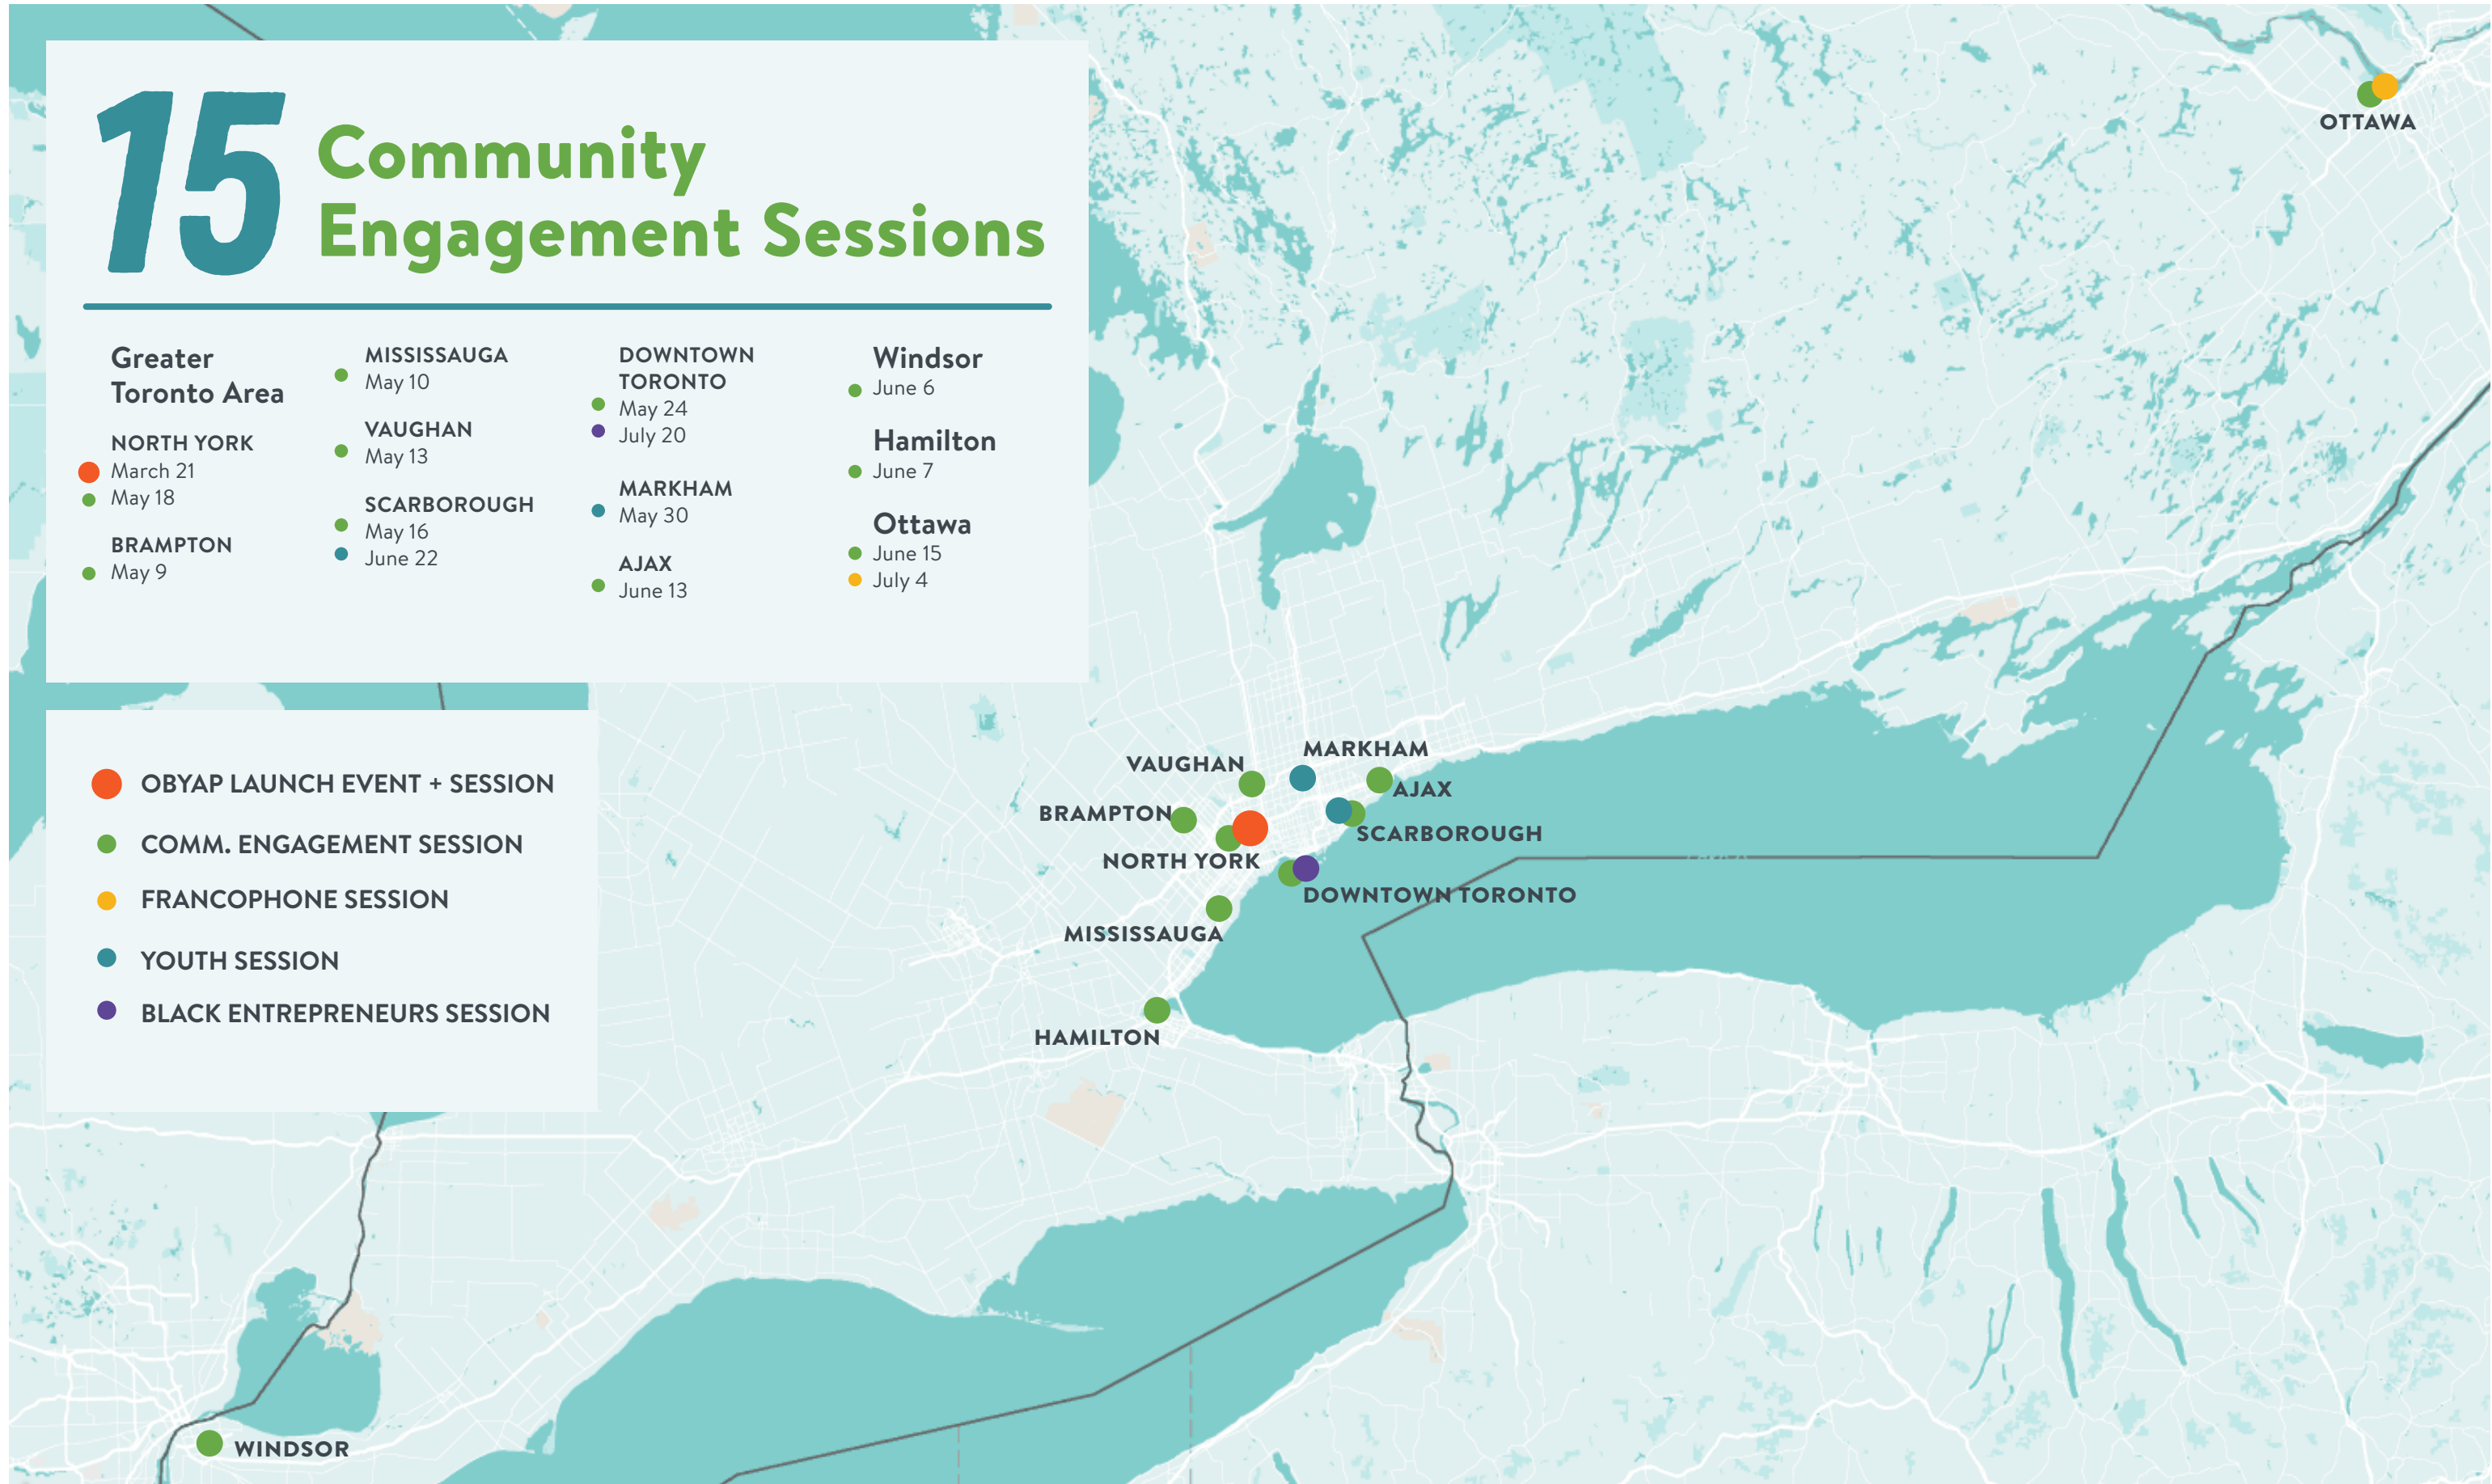 15
Community
Engagement Sessions
Greater
Toronto Area
NORTH YORK
March 21
May 18
BRAMPTON
May 9
MISSISSAUGA
May 10
VAUGHAN
May 13
SCARBOROUGH
May 16
June 22
DOWNTOWN
TORONTO
May 24
July 20
MARKHAM
May 30
AJAX
June 13
Windsor
June 6
Hamilton
June 7
Ottawa
June 15
July 4
OBYAP LAUNCH EVENT + SESSION
COMM. ENGAGEMENT SESSION
FRANCOPHONE SESSION
YOUTH SESSION
BLACK ENTREPRENEURS SESSION
OTTAWA
MARKHAM
VAUGHAN
AJAX
BRAMPTON
SCARBOROUGH
NORTH YORK
DOWNTOWN TORONTO
MISSISSAUGA
HAMILTON
WINDSOR